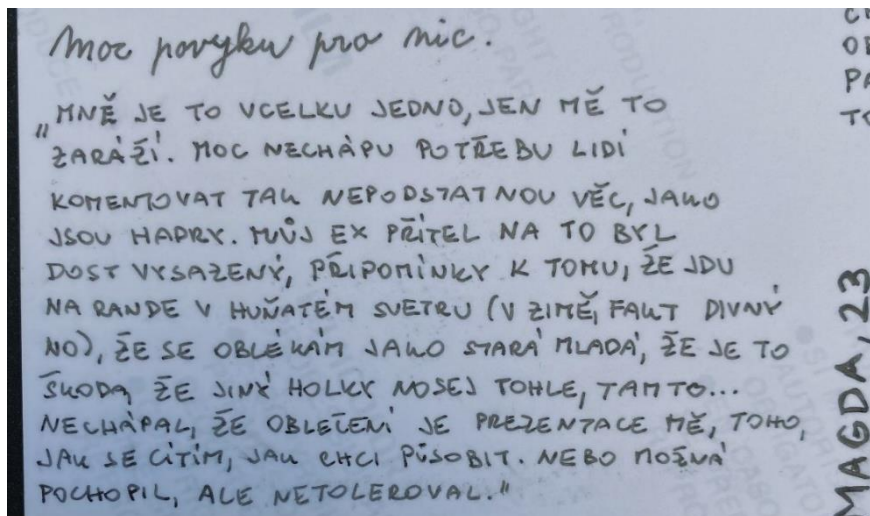 Moc povyku pro nic.
„MNĚ JE TO VCELKU JEDNO, JEN MĚ TO
ZARÁŽÍ. MOC NECHÁPU POTŘEBU LIDÍ
KOMENTOVAT TAK NEPODSTATNOU VĚC, JAKO
JSOU HADRY. MŮJ EX PŘÍTEL NA TO BYL
DOST VYSAZENÝ, PŘIPOMÍNKY K TOMU, ŽE JDU
NA RANDE V HUŇATÉM SVETRU (V ZIMĚ, FAKT DIVNÝ
NO), ŽE SE OBLÉKÁM JAKO STARÁ MLADÁ, ŽE JE TO
ŠKODA, ŽE JINÝ HOLKY NOSEJ TOHLE, TAMTO...
NECHÁPAL, ŽE OBLEČENÍ JE PREZENTACE MĚ, TOHO,
JAK SE CÍTÍM, JAK CHCI PŮSOBIT. NEBO MOŽNÁ
POCHOPIL, ALE NETOLEROVAL."
MAGDA, 23